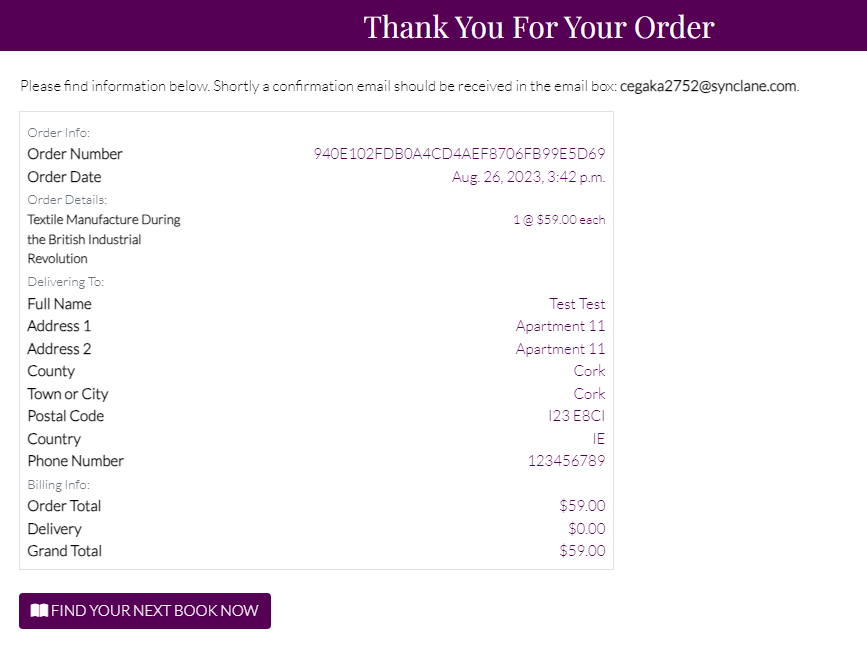 Thank You For Your Order
Please find information below. Shortly a confirmation email should be received in the email box: cegaka2752@synclane.com.
Order Info:
Order Number 940E102FDB0A4CD4AEF8706FB99E5D69
Order Date Aug. 26, 2023, 3:42 p.m.
Order Details:
Textile Manufacture During 1 @ $59.00 each
the British Industrial
Revolution
Delivering To:
Full Name Test Test
Address 1 Apartment 11
Address 2 Apartment 11
County Cork
Town or City Cork
Postal Code I23 E8CI
Country IE
Phone Number 123456789
Billing Info:
Order Total $59.00
Delivery $0.00
Grand Total $59.00
FIND YOUR NEXT BOOK NOW